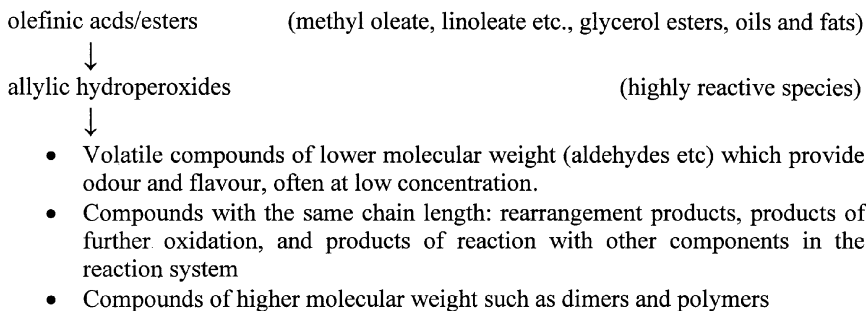 olefinic acds/esters (methyl oleate, linoleate etc., glycerol esters, oils and fats)
↓
allylic hydroperoxides (highly reactive species)
↓
• Volatile compounds of lower molecular weight (aldehydes etc) which provide
odour and flavour, often at low concentration.
• Compounds with the same chain length: rearrangement products, products of
further oxidation, and products of reaction with other components in the
reaction system
• Compounds of higher molecular weight such as dimers and polymers